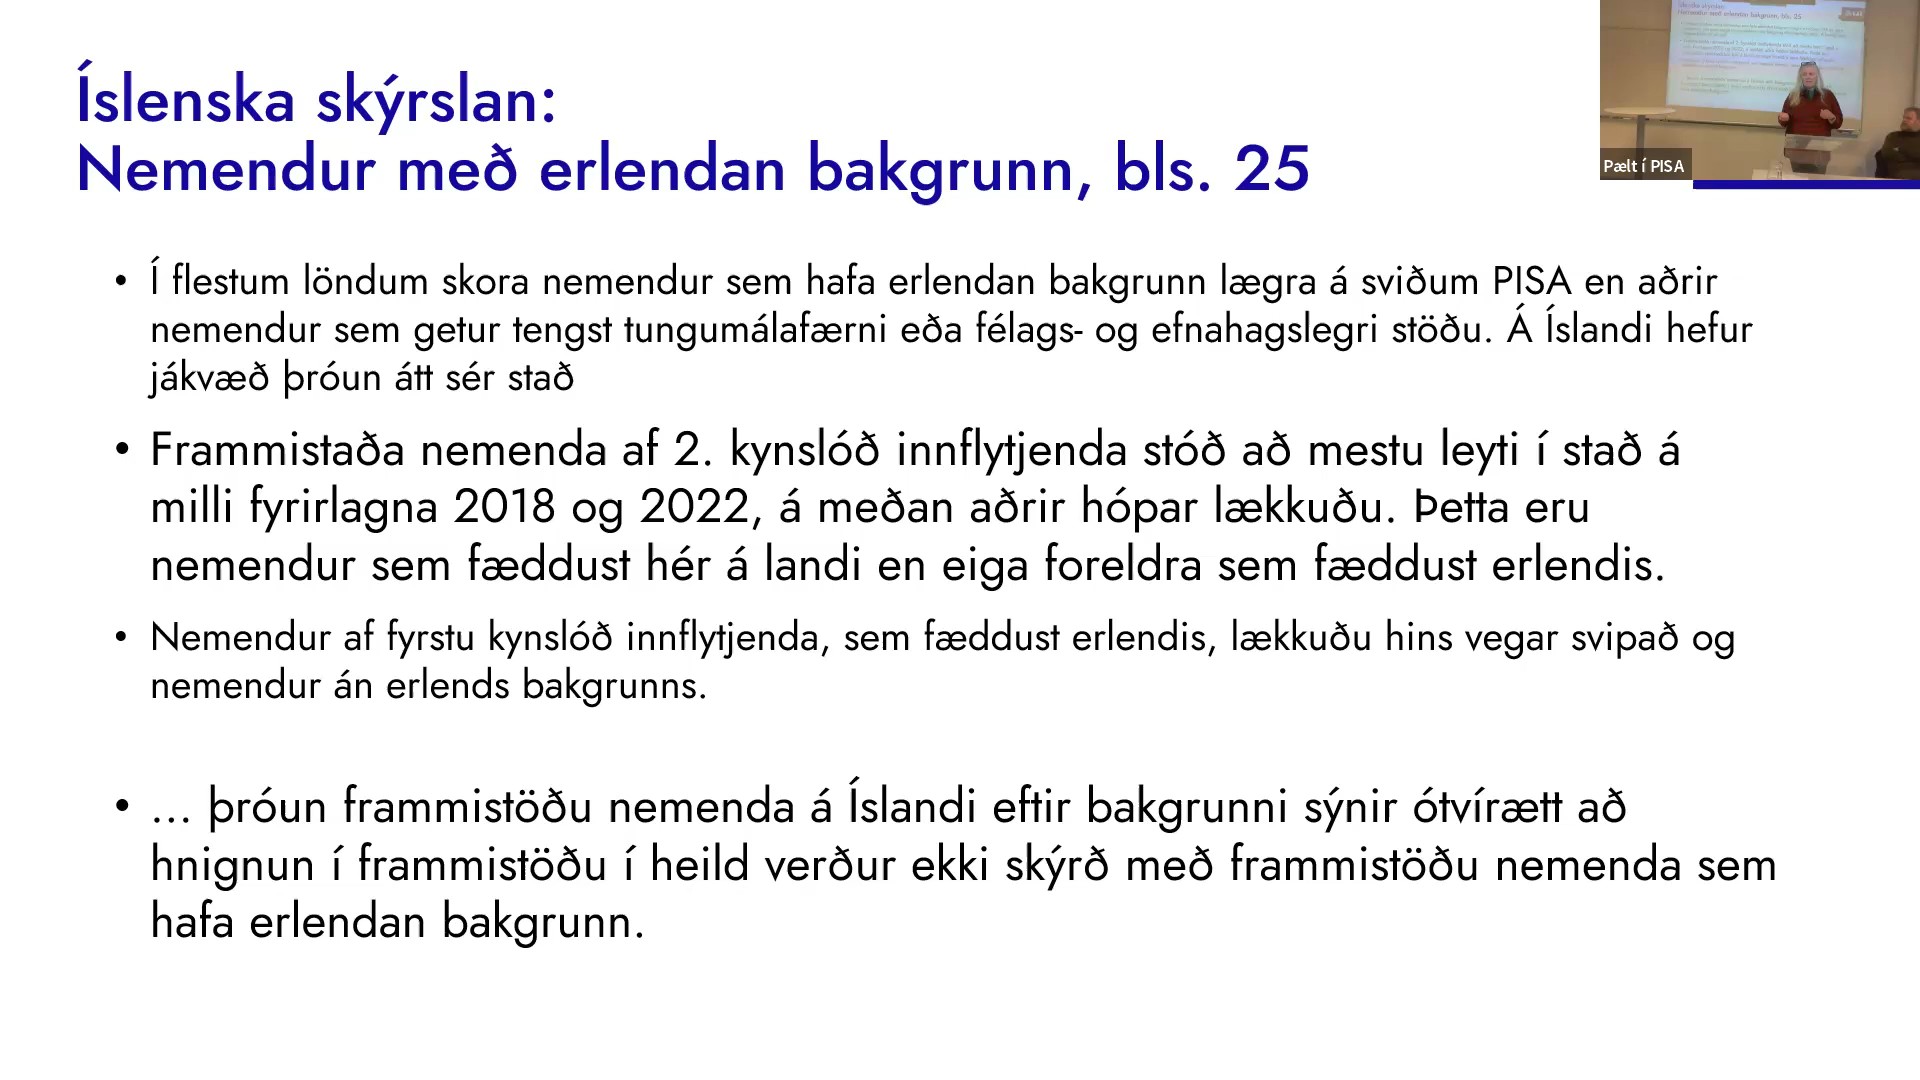 Íslenska skýrslan:
Nemendur með erlendan bakgrunn, bls. 25
Pælt í PISA
• Í flestum löndum skora nemendur sem hafa erlendan bakgrunn lægra á sviðum PISA en aðrir
nemendur sem getur tengst tungumálafærni eða félags- og efnahagslegri stöðu. Á Íslandi hefur
jákvæð þróun átt sér stað
• Frammistaða nemenda af 2. kynslóð innflytjenda stóð að mestu leyti í stað á
milli fyrirlagna 2018 og 2022, á meðan aðrir hópar lækkuðu. Þetta eru
nemendur sem fæddust hér á landi en eiga foreldra sem fæddust erlendis.
• Nemendur af fyrstu kynslóð innflytjenda, sem fæddust erlendis, lækkuðu hins vegar svipað og
nemendur án erlends bakgrunns.
• … þróun frammistöðu nemenda á Íslandi eftir bakgrunni sýnir ótvírætt að
hnignun í frammistöðu í heild verður ekki skýrð með frammistöðu nemenda sem
hafa erlendan bakgrunn.